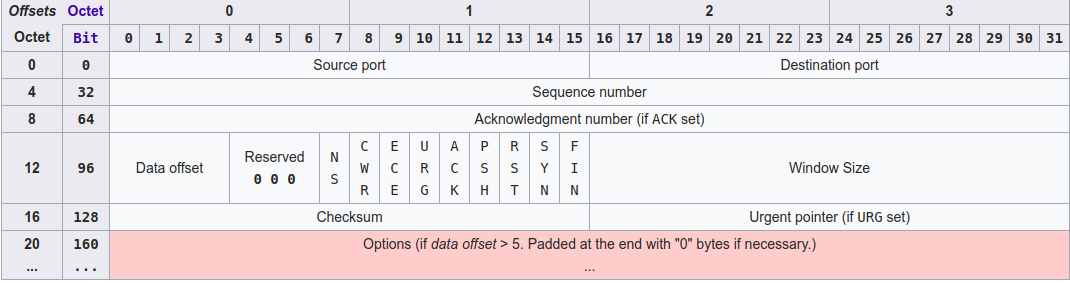 Offsets Octet 0 1 2 3
Octet Bit 0 1 2 3 4 5 6 7 8 9 10 11 12 13 14 15 16 17 18 19 20 21 22 23 24 25 26 27 28 29 30 31
0 0 Source port Destination port
4 32 Sequence number
8 64 Acknowledgment number (if ACK set)
12 96 Data offset Reserved 0 0 0 NS CWR ECE URG ACK PSH RST SYN FIN Window Size
16 128 Checksum Urgent pointer (if URG set)
20 160 Options (if data offset > 5. Padded at the end with "0" bytes if necessary.)
... ... ...